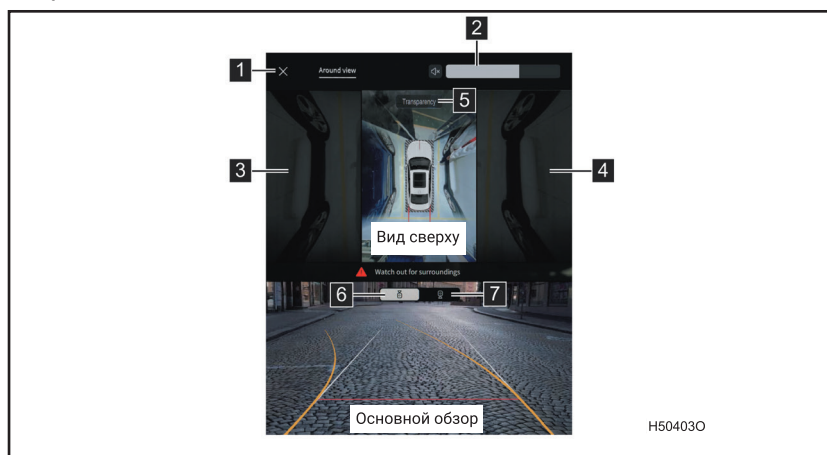 2
1
Around view
Transparency
5
3
4
Вид сверху
Watch out for surroundings
6
7
Основной обзор
H50403O